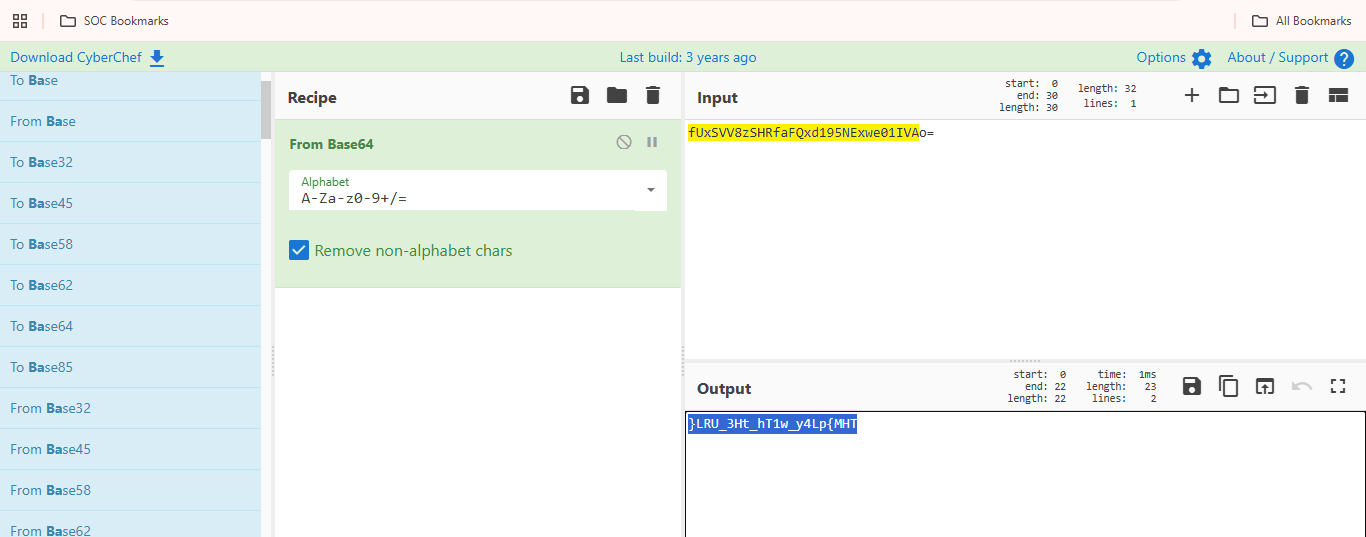 SOC Bookmarks
All Bookmarks
Download CyberChef
Last build: 3 years ago
Options
About / Support
To Base
From Base
To Base32
To Base45
To Base58
To Base62
To Base64
To Base85
From Base32
From Base45
From Base58
From Base62
Recipe
From Base64
Alphabet
A-Za-z0-9+/=
Remove non-alphabet chars
Input
start: 0
end: 30
length: 30
length: 32
lines: 1
fUxSVV8zSHRfaFQxd195NExwe01IVAo=
Output
start: 0
end: 22
length: 22
time: 1ms
length: 23
lines: 2
}LRU_3Ht_hT1w_y4Lp{MHT